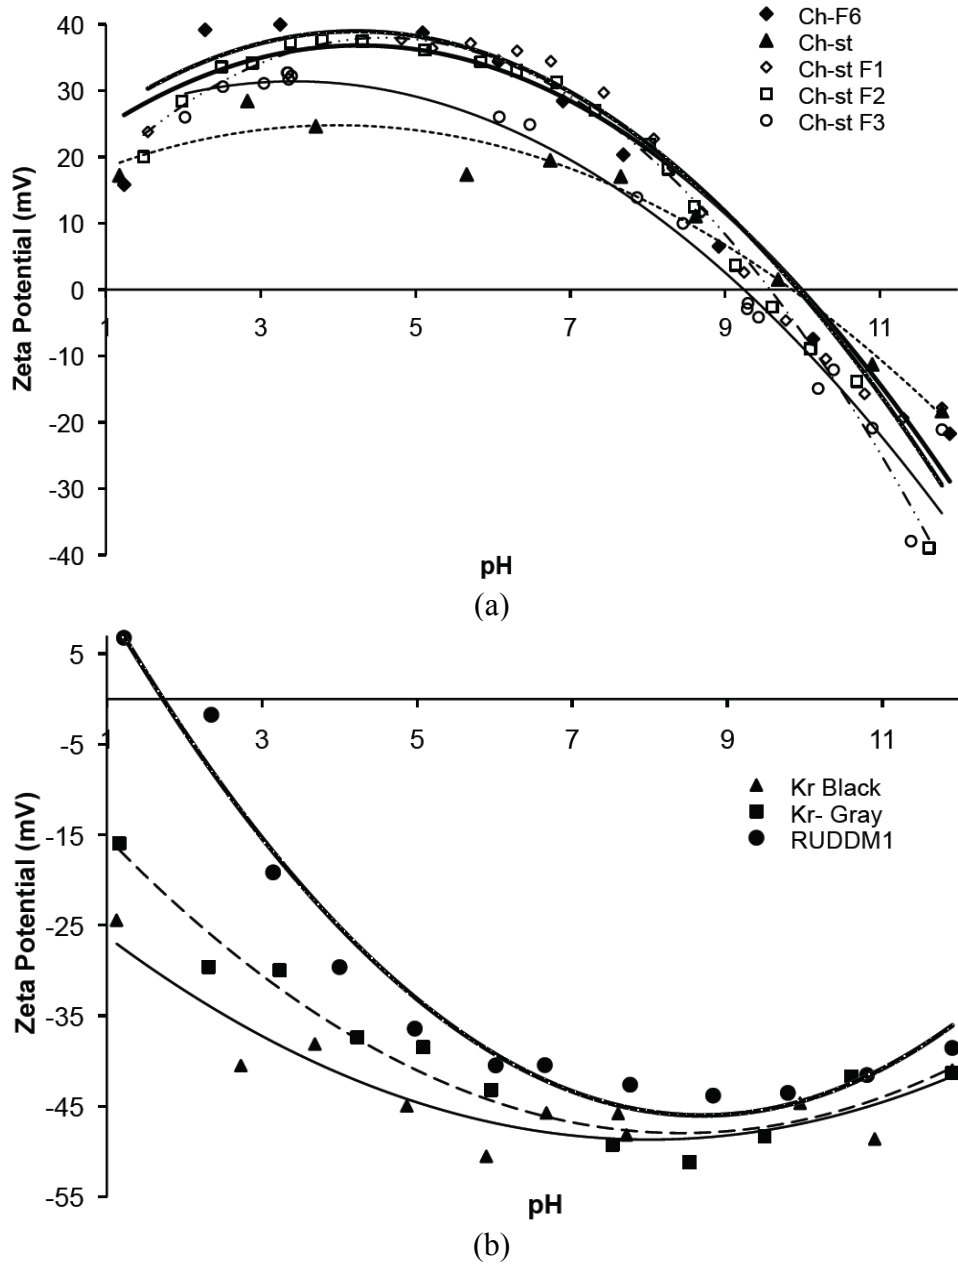 40
30
20
10
0
-10
-20
-30
-40
Zeta Potential (mV)
1 3 5 7 9 11
pH
Ch-F6
Ch-st
Ch-st F1
Ch-st F2
Ch-st F3
(a)
5
-5
-15
-25
-35
-45
-55
Zeta Potential (mV)
1 3 5 7 9 11
Kr Black
Kr- Gray
RUDDM1
pH
(b)